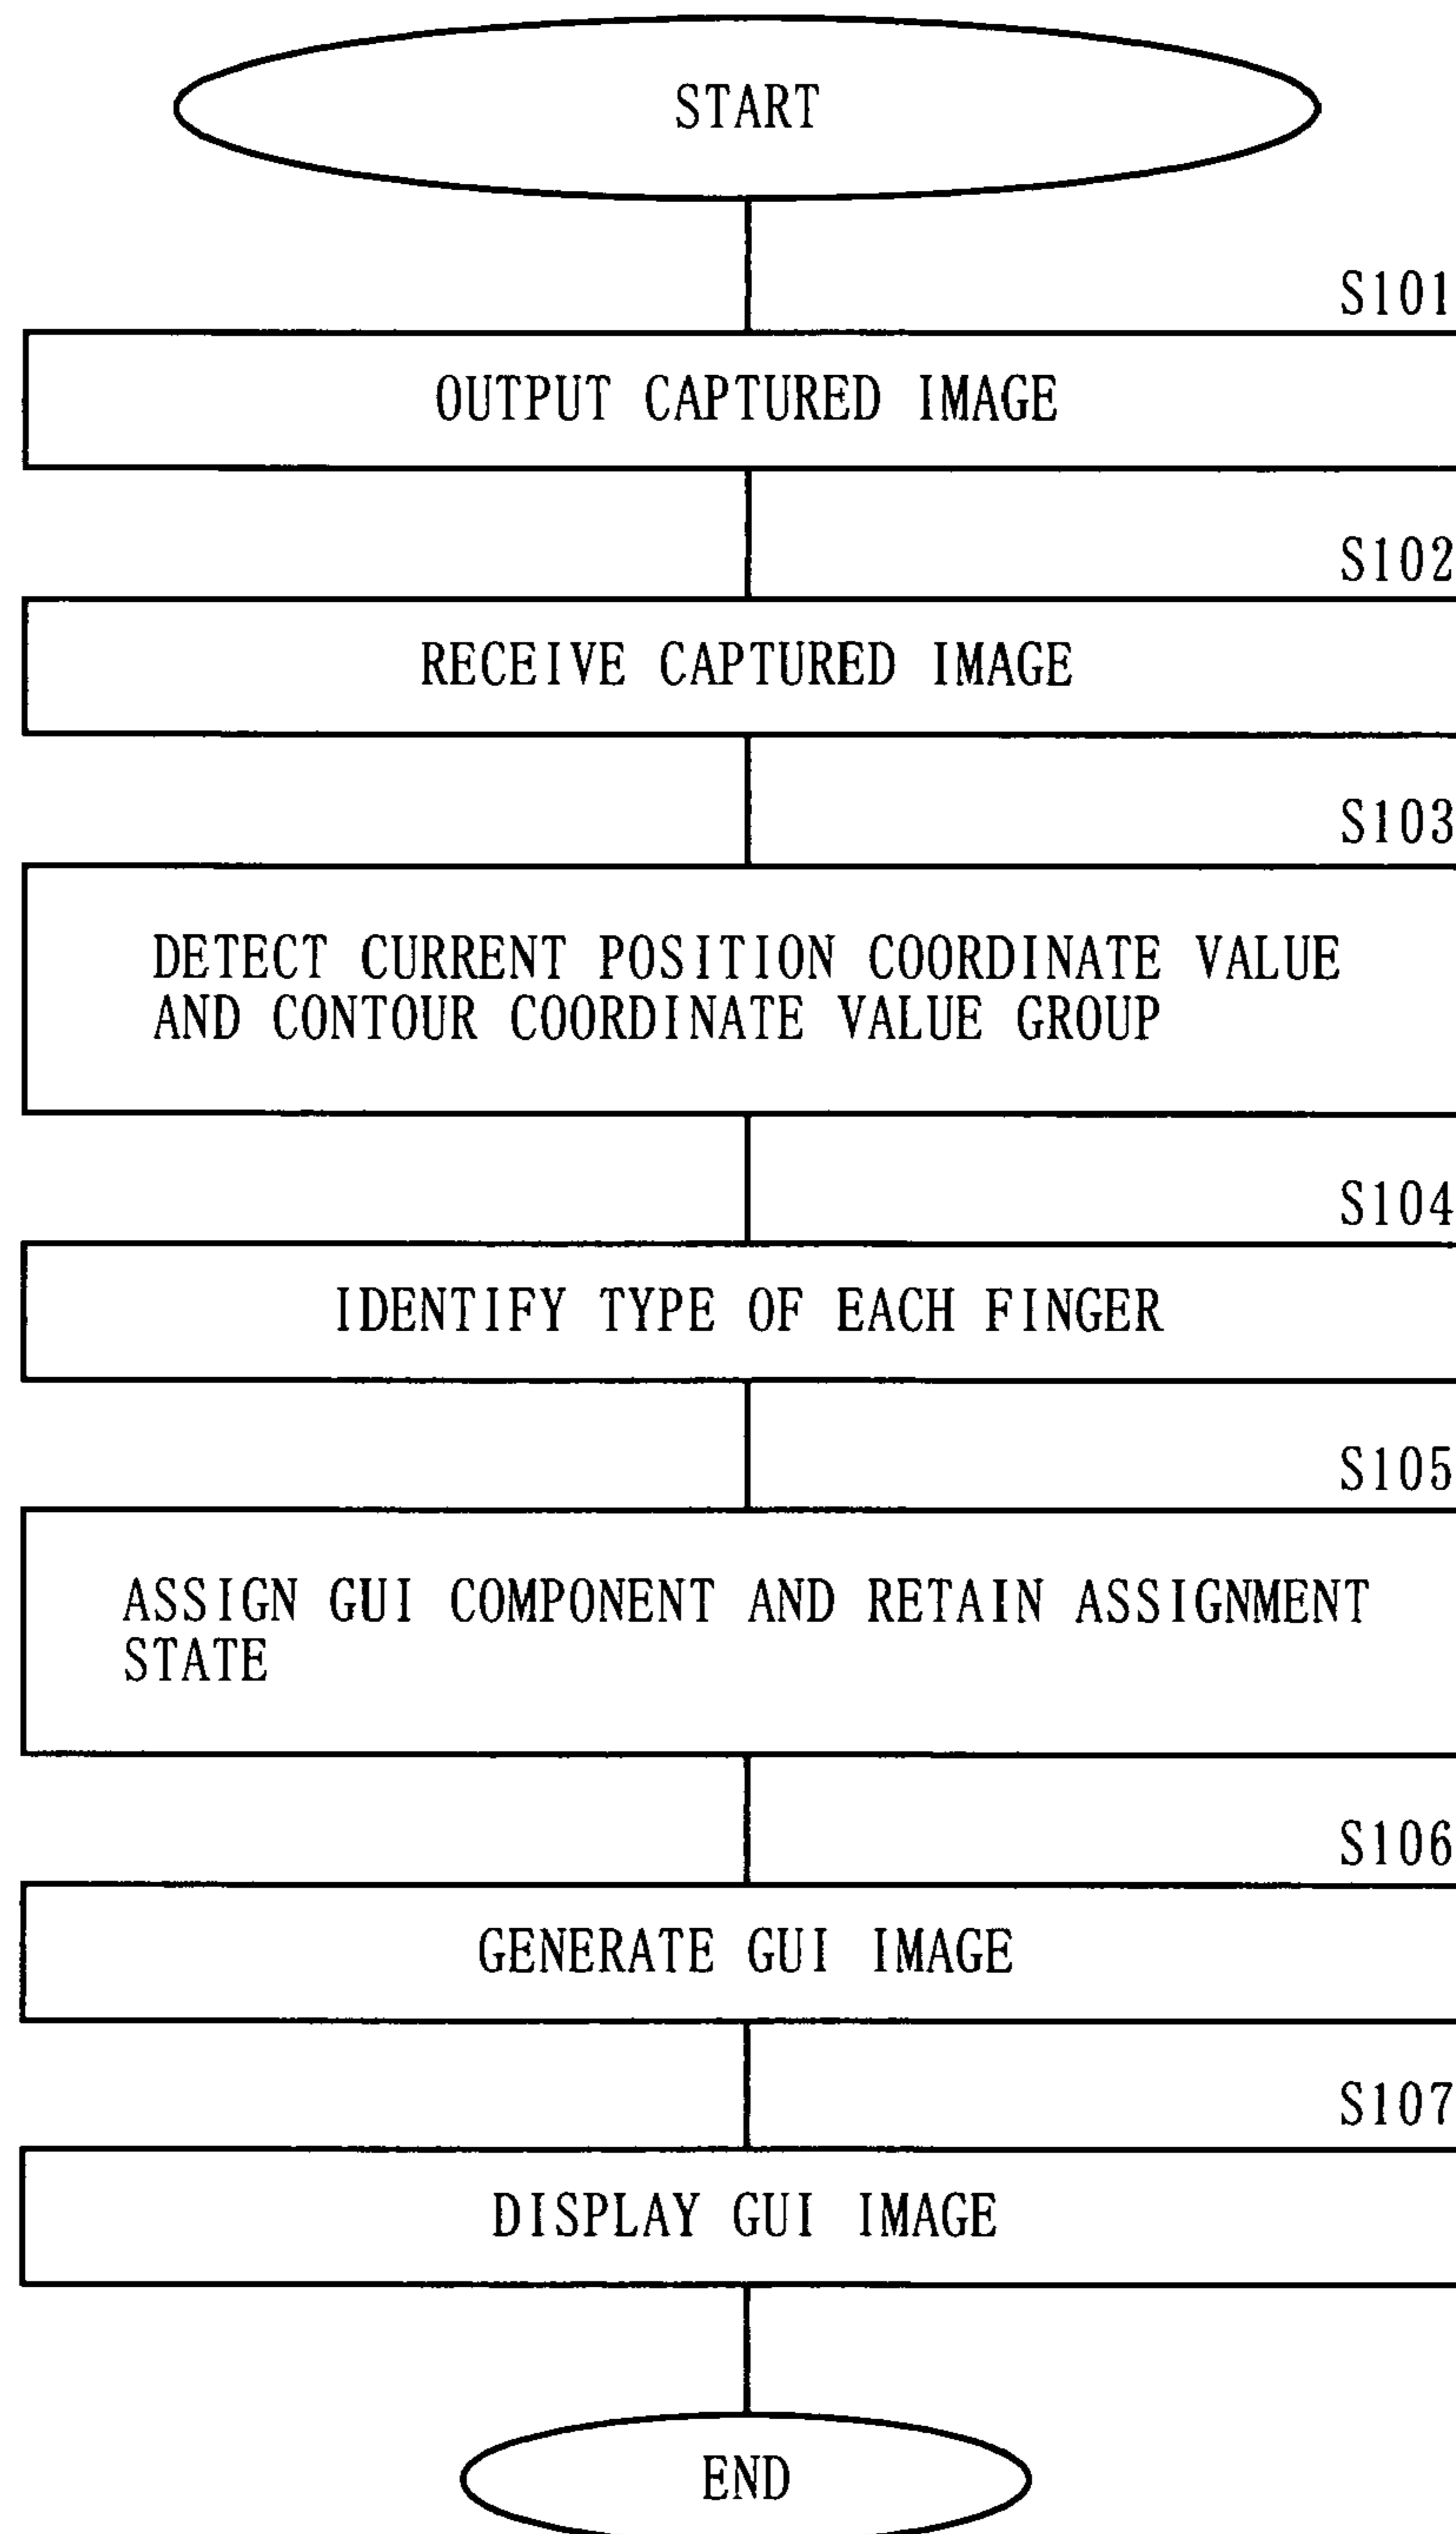 START
S101
OUTPUT CAPTURED IMAGE
S102
RECEIVE CAPTURED IMAGE
S103
DETECT CURRENT POSITION COORDINATE VALUE
AND CONTOUR COORDINATE VALUE GROUP
S104
IDENTIFY TYPE OF EACH FINGER
S105
ASSIGN GUI COMPONENT AND RETAIN ASSIGNMENT
STATE
S106
GENERATE GUI IMAGE
S107
DISPLAY GUI IMAGE
END